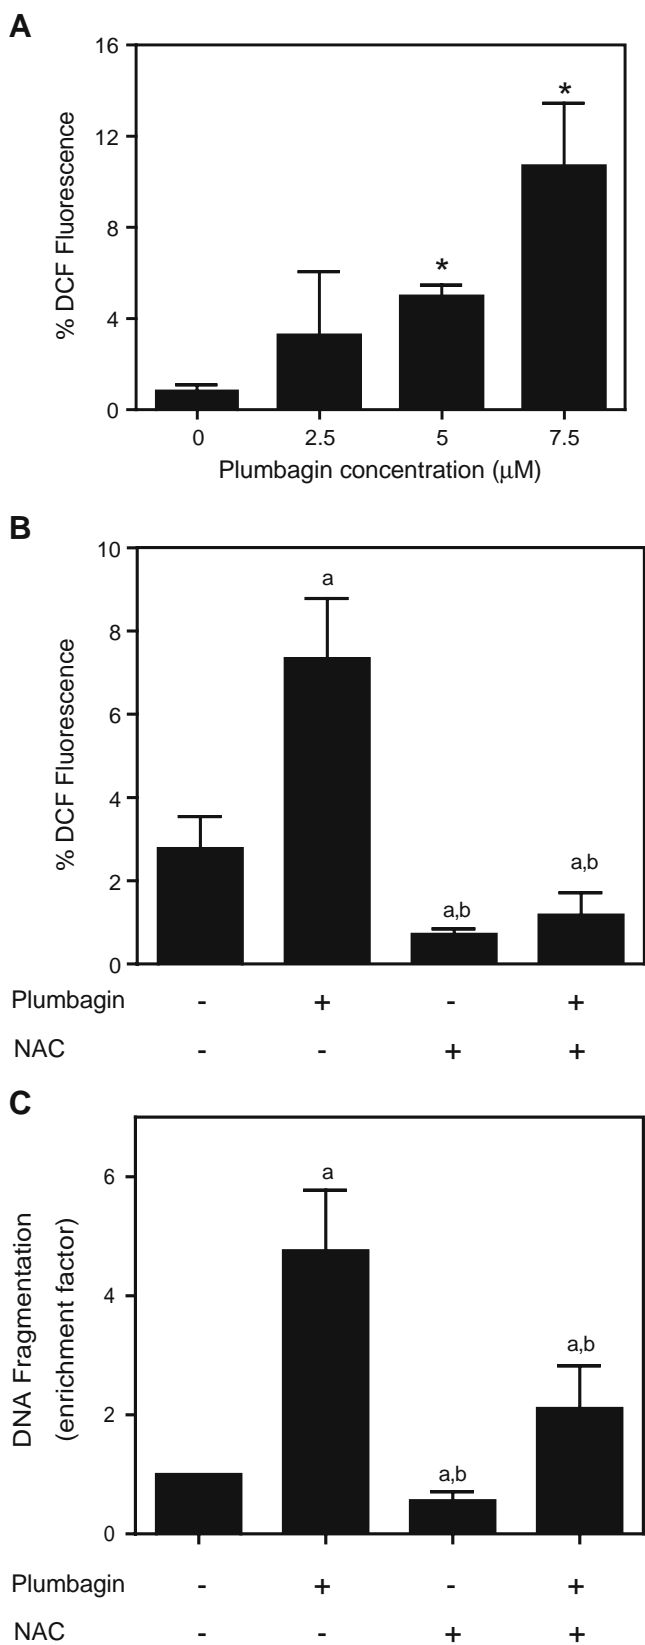 A
16
12
8
4
0
% DCF Fluorescence
*
*
0 2.5 5 7.5
Plumbagin concentration (μM)
B
10
8
6
4
2
0
% DCF Fluorescence
a
a,b
a,b
Plumbagin - + - +
NAC - - + +
C
6
4
2
0
DNA Fragmentation
(enrichment factor)
a
a,b
a,b
Plumbagin - + - +
NAC - - + +